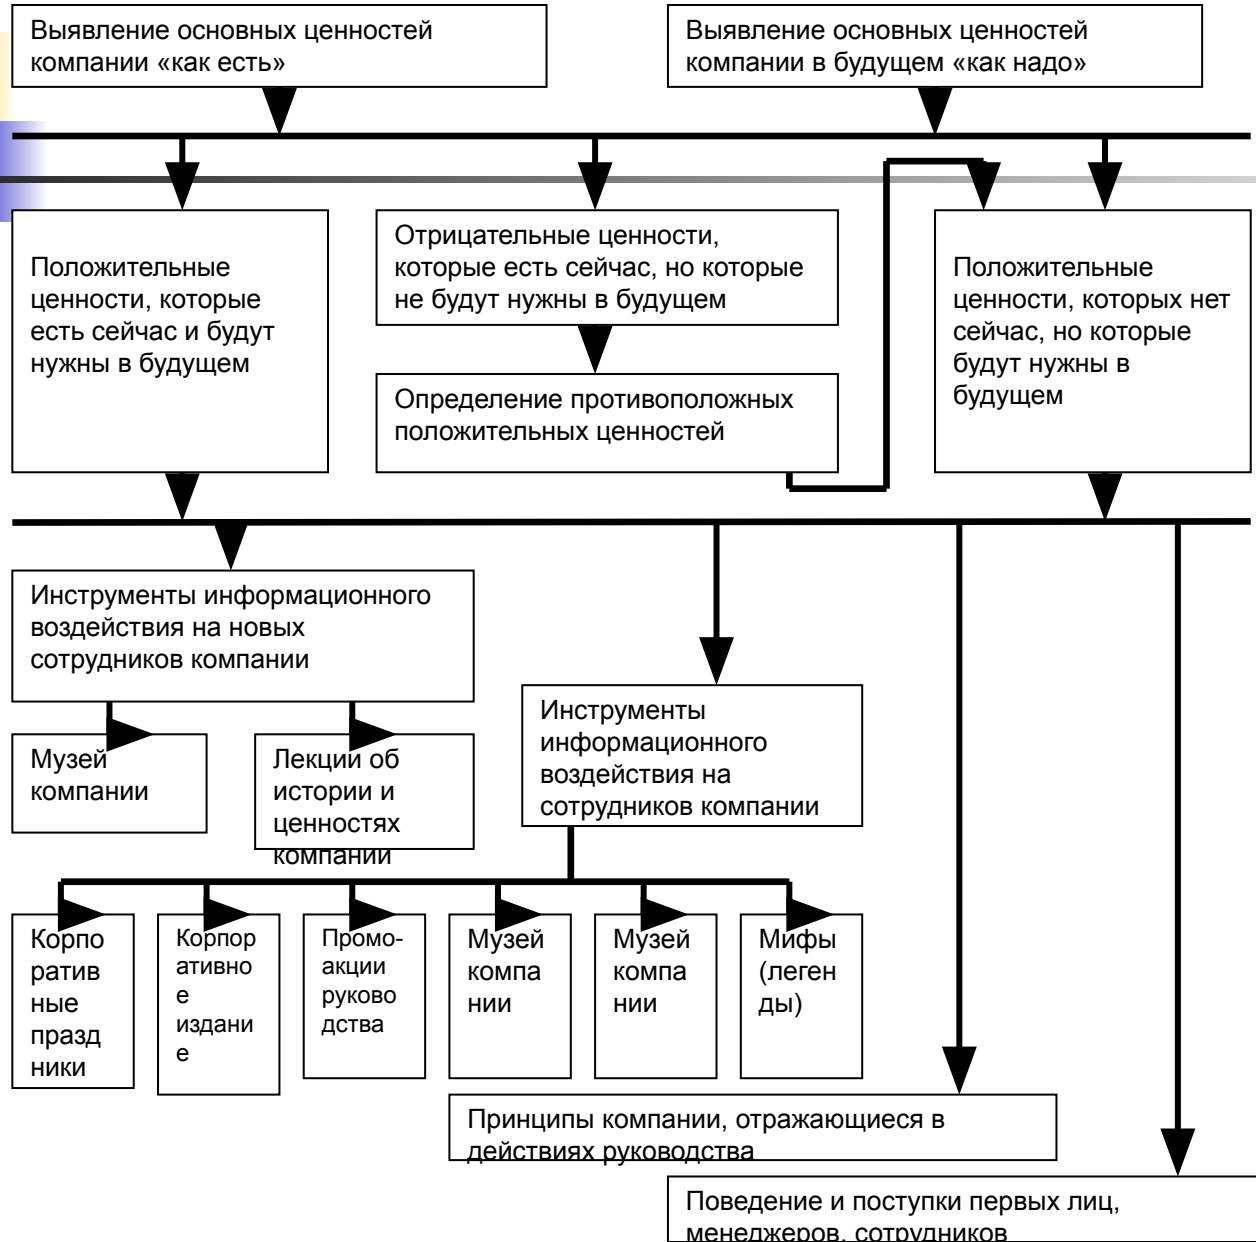 Выявление основных ценностей
компании «как есть»
Выявление основных ценностей
компании в будущем «как надо»
Положительные
ценности, которые
есть сейчас и будут
нужны в будущем
Отрицательные ценности,
которые есть сейчас, но которые
не будут нужны в будущем
Определение противоположных
положительных ценностей
Положительные
ценности, которых нет
сейчас, но которые
будут нужны в
будущем
Инструменты информационного
воздействия на новых
сотрудников компании
Музей
компании
Лекции об
истории и
ценностях
компании
Инструменты
информационного
воздействия на
сотрудников компании
Корпо
ратив
ные
празд
ники
Корпор
ативно
е
издани
е
Промо-
акции
руково
дства
Музей
компа
нии
Музей
компа
нии
Мифы
(леген
ды)
Принципы компании, отражающиеся в
действиях руководства
Поведение и поступки первых лиц,
менеджеров, сотрудников